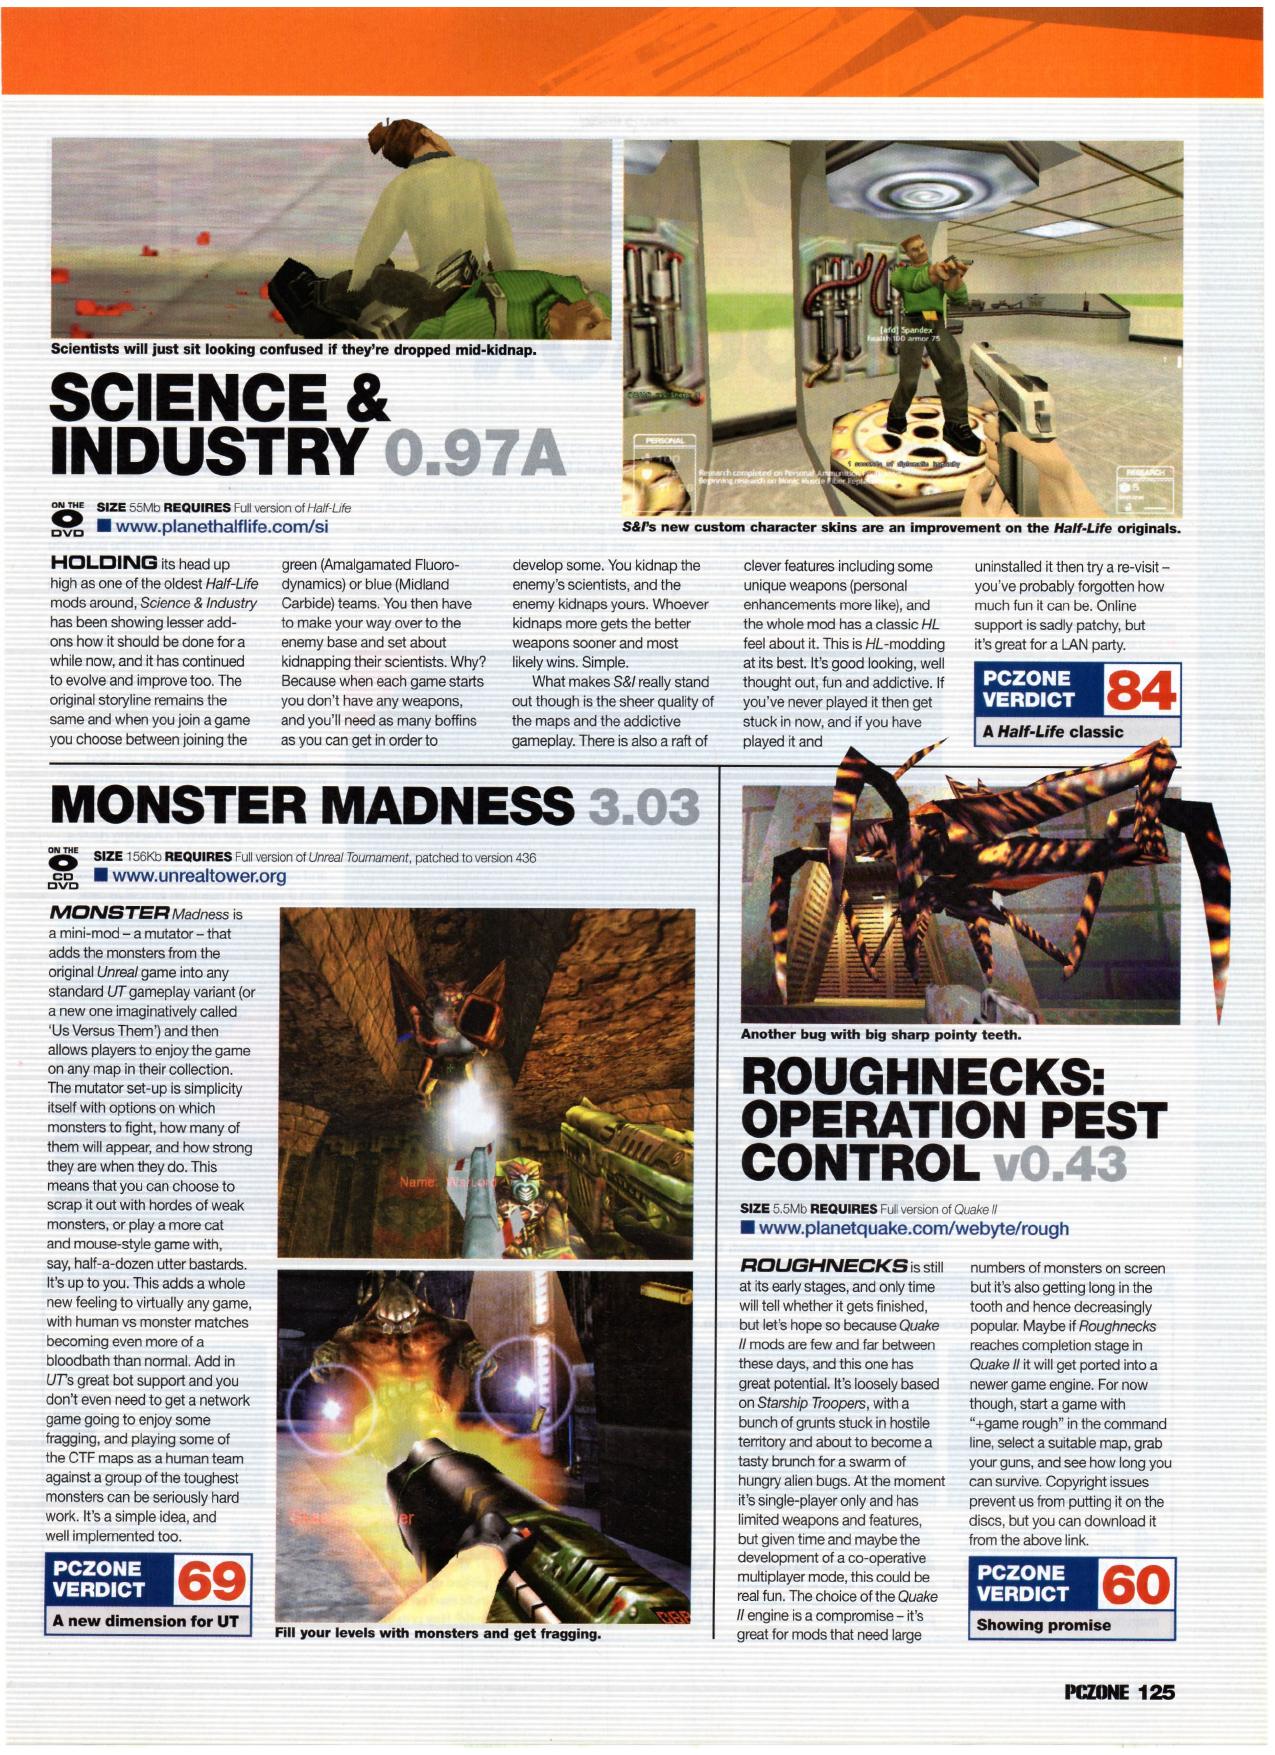 Scientists will just sit looking confused if they're dropped mid-kidnap.
SCIENCE &
INDUSTRY 0.97A
ON THE
DVD
SIZE 55Mb REQUIRES Full version of Half-Life
www.planethalflife.com/si
[afd] Spandex
health 100 armor 75
PERSONAL
Research completed on Personal Ammunition
Beginning research on Bionic Muscle Fiber Repla
RESEARCH
5
S&I's new custom character skins are an improvement on the Half-Life originals.
HOLDING its head up
high as one of the oldest Half-Life
mods around, Science & Industry
has been showing lesser add-
ons how it should be done for a
while now, and it has continued
to evolve and improve too. The
original storyline remains the
same and when you join a game
you choose between joining the
green (Amalgamated Fluoro-
dynamics) or blue (Midland
Carbide) teams. You then have
to make your way over to the
enemy base and set about
kidnapping their scientists. Why?
Because when each game starts
you don't have any weapons,
and you'll need as many boffins
as you can get in order to
develop some. You kidnap the
enemy's scientists, and the
enemy kidnaps yours. Whoever
kidnaps more gets the better
weapons sooner and most
likely wins. Simple.
What makes S&I really stand
out though is the sheer quality of
the maps and the addictive
gameplay. There is also a raft of
clever features including some
unique weapons (personal
enhancements more like), and
the whole mod has a classic HL
feel about it. This is HL-modding
at its best. It's good looking, well
thought out, fun and addictive. If
you've never played it then get
stuck in now, and if you have
played it and
uninstalled it then try a re-visit –
you've probably forgotten how
much fun it can be. Online
support is sadly patchy, but
it's great for a LAN party.
PCZONE
VERDICT 84
A Half-Life classic
MONSTER MADNESS 3.03
ON THE
CD
DVD
SIZE 156Kb REQUIRES Full version of Unreal Tournament, patched to version 436
www.unrealtower.org
MONSTER Madness is
a mini-mod – a mutator – that
adds the monsters from the
original Unreal game into any
standard UT gameplay variant (or
a new one imaginatively called
'Us Versus Them') and then
allows players to enjoy the game
on any map in their collection.
The mutator set-up is simplicity
itself with options on which
monsters to fight, how many of
them will appear, and how strong
they are when they do. This
means that you can choose to
scrap it out with hordes of weak
monsters, or play a more cat
and mouse-style game with,
say, half-a-dozen utter bastards.
It's up to you. This adds a whole
new feeling to virtually any game,
with human vs monster matches
becoming even more of a
bloodbath than normal. Add in
UT's great bot support and you
don't even need to get a network
game going to enjoy some
fragging, and playing some of
the CTF maps as a human team
against a group of the toughest
monsters can be seriously hard
work. It's a simple idea, and
well implemented too.
PCZONE
VERDICT 69
A new dimension for UT
Name: WarLord
Fill your levels with monsters and get fragging.
Another bug with big sharp pointy teeth.
ROUGHNECKS:
OPERATION PEST
CONTROL v0.43
SIZE 5.5Mb REQUIRES Full version of Quake II
www.planetquake.com/webyte/rough
ROUGHNECKS is still
at its early stages, and only time
will tell whether it gets finished,
but let's hope so because Quake
II mods are few and far between
these days, and this one has
great potential. It's loosely based
on Starship Troopers, with a
bunch of grunts stuck in hostile
territory and about to become a
tasty brunch for a swarm of
hungry alien bugs. At the moment
it's single-player only and has
limited weapons and features,
but given time and maybe the
development of a co-operative
multiplayer mode, this could be
real fun. The choice of the Quake
II engine is a compromise – it's
great for mods that need large
numbers of monsters on screen
but it's also getting long in the
tooth and hence decreasingly
popular. Maybe if Roughnecks
reaches completion stage in
Quake II it will get ported into a
newer game engine. For now
though, start a game with
"+game rough" in the command
line, select a suitable map, grab
your guns, and see how long you
can survive. Copyright issues
prevent us from putting it on the
discs, but you can download it
from the above link.
PCZONE
VERDICT 60
Showing promise
PCZONE 125